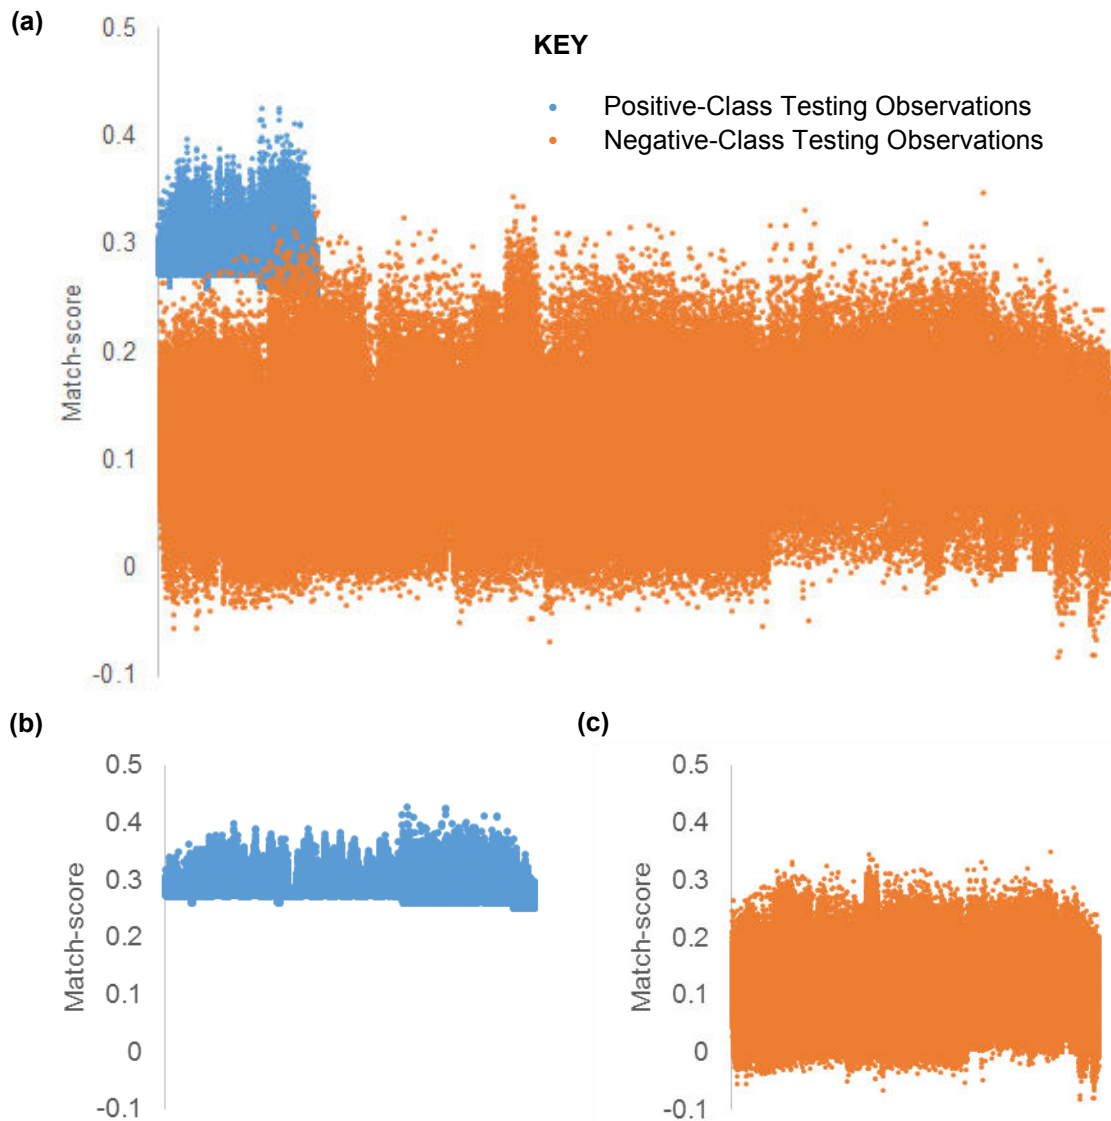 (a)
0.5
KEY
Positive-Class Testing Observations
0.4
Negative-Class Testing Observations
0.3
Match-score
0.2
0.1
0
-0.1
(b)
0.5
0.4
0.3
Match-score
0.2
0.1
0
-0.1
(c)
0.5
0.4
0.3
Match-score
0.2
0.1
0
-0.1